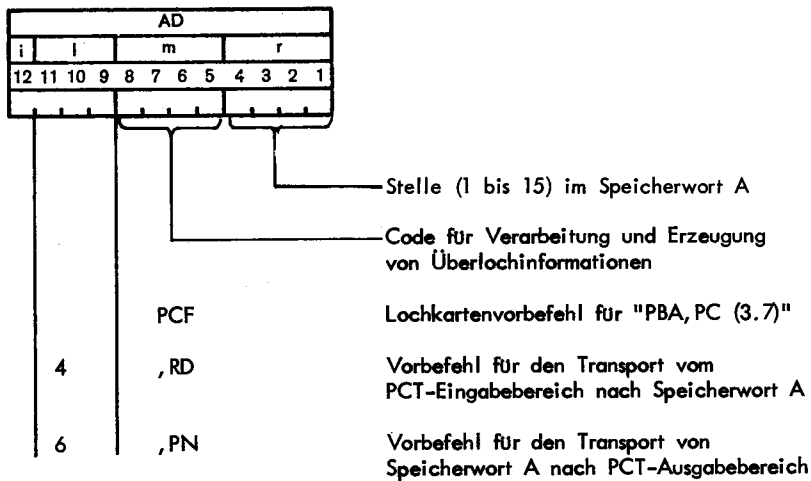 AD
i l m r
12 11 10 9 8 7 6 5 4 3 2 1
Stelle (1 bis 15) im Speicherwort A
Code für Verarbeitung und Erzeugung
von Überlochinformationen
PCF Lochkartenvorbefehl für "PBA, PC (3.7)"
4 , RD Vorbefehl für den Transport vom
PCT-Eingabebereich nach Speicherwort A
6 , PN Vorbefehl für den Transport von
Speicherwort A nach PCT-Ausgabebereich